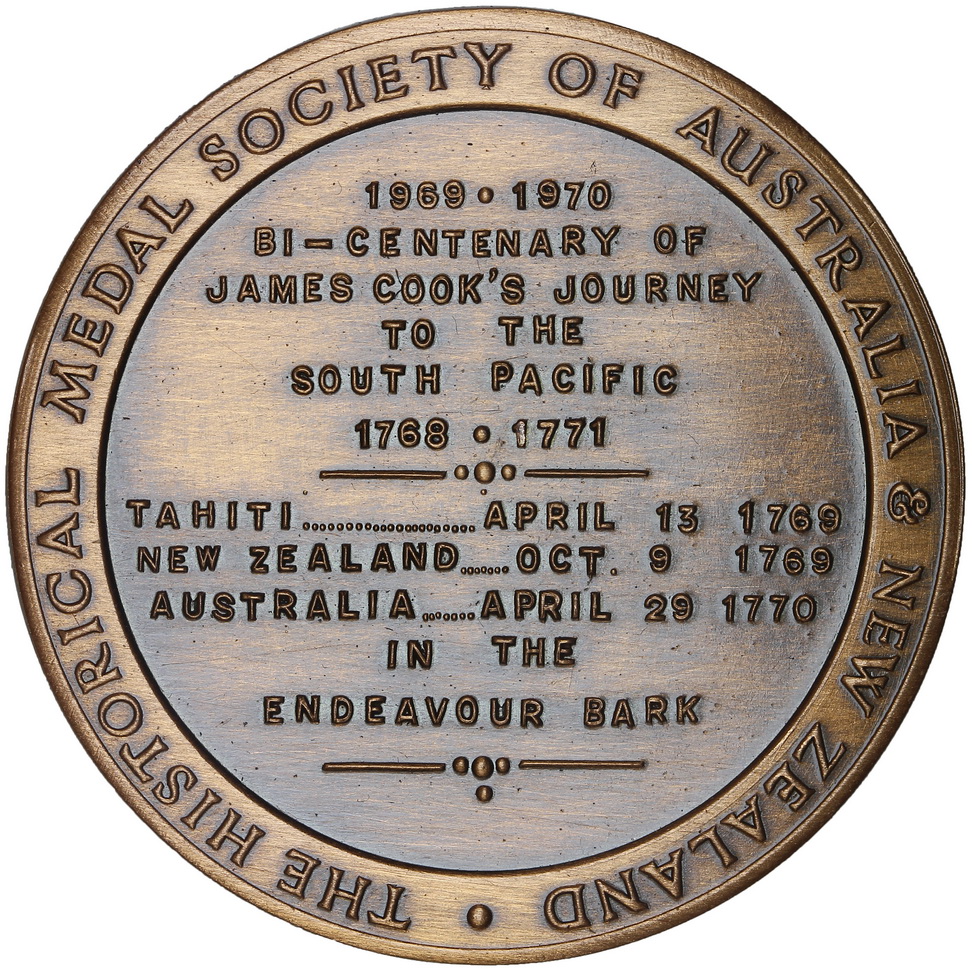 THE HISTORICAL MEDAL SOCIETY OF AUSTRALIA & NEW ZEALAND •
1969 • 1970
BI-CENTENARY OF
JAMES COOK'S JOURNEY
TO THE
SOUTH PACIFIC
1768 • 1771
TAHITI.................. APRIL 13 1769
NEW ZEALAND....... OCT. 9 1769
AUSTRALIA...... APRIL 29 1770
IN THE
ENDEAVOUR BARK